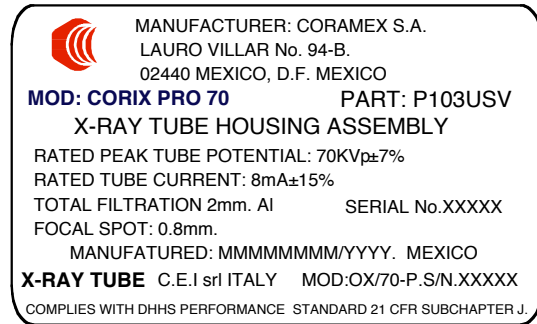 MANUFACTURER: CORAMEX S.A.
LAURO VILLAR No. 94-B.
02440 MEXICO, D.F. MEXICO
MOD: CORIX PRO 70 PART: P103USV
X-RAY TUBE HOUSING ASSEMBLY
RATED PEAK TUBE POTENTIAL: 70KVp±7%
RATED TUBE CURRENT: 8mA±15%
TOTAL FILTRATION 2mm. Al SERIAL No.XXXXX
FOCAL SPOT: 0.8mm.
MANUFATURED: MMMMMMMM/YYYY. MEXICO
X-RAY TUBE C.E.I srl ITALY MOD:OX/70-P.S/N.XXXXX
COMPLIES WITH DHHS PERFORMANCE STANDARD 21 CFR SUBCHAPTER J.